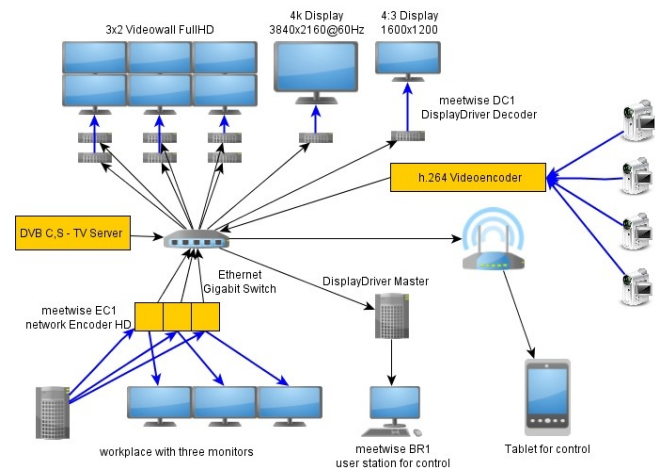 3x2 Videowall FullHD
4k Display
3840x2160@60Hz
4:3 Display
1600x1200
meetwise DC1
DisplayDriver Decoder
h.264 Videoencoder
DVB C,S - TV Server
Ethernet
Gigabit Switch
DisplayDriver Master
meetwise EC1
network Encoder HD
workplace with three monitors
meetwise BR1
user station for control
Tablet for control